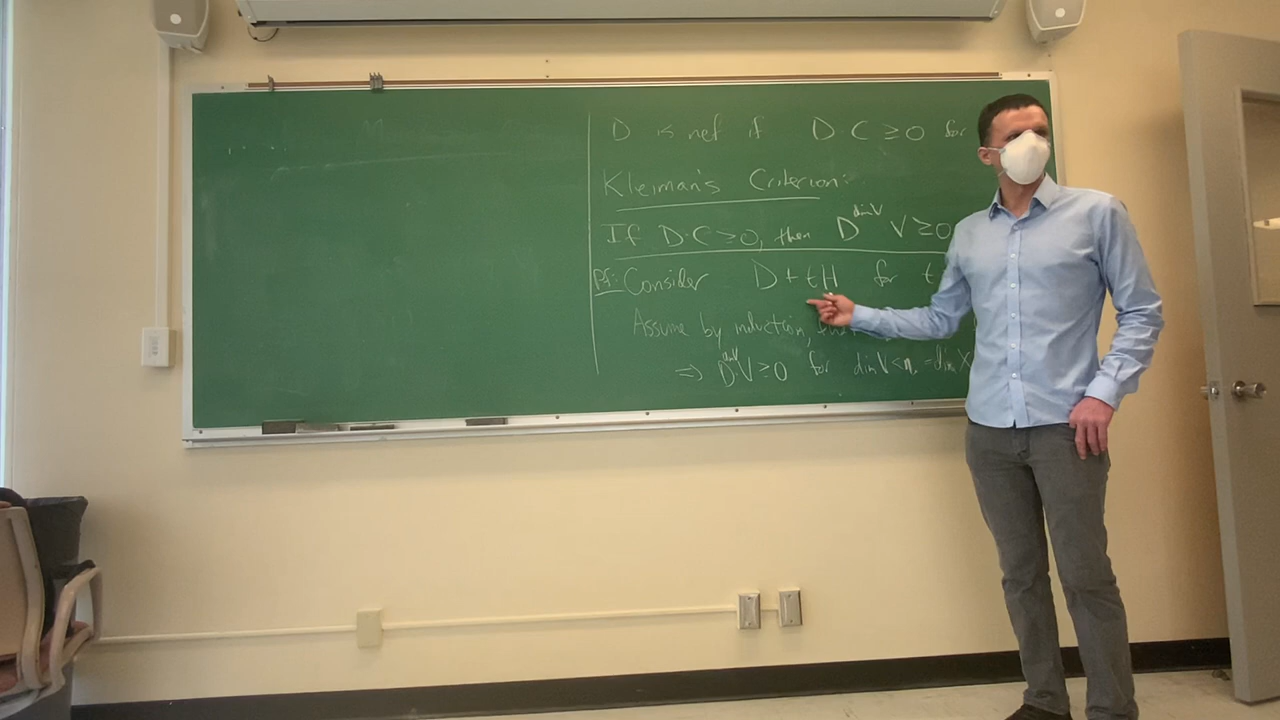 D is nef if D C ≥ 0 for
Kleiman's Criterion:
If D·C ≥ 0, then D^dim V V ≥ 0
Pf: Consider D + tH for t
Assume by induction,
⇒ D^dim V V ≥ 0 for dim V < n = dim X